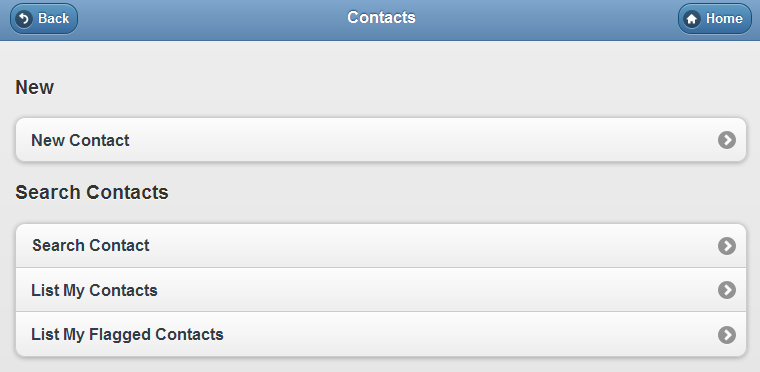 Back
Contacts
Home
New
New Contact
Search Contacts
Search Contact
List My Contacts
List My Flagged Contacts